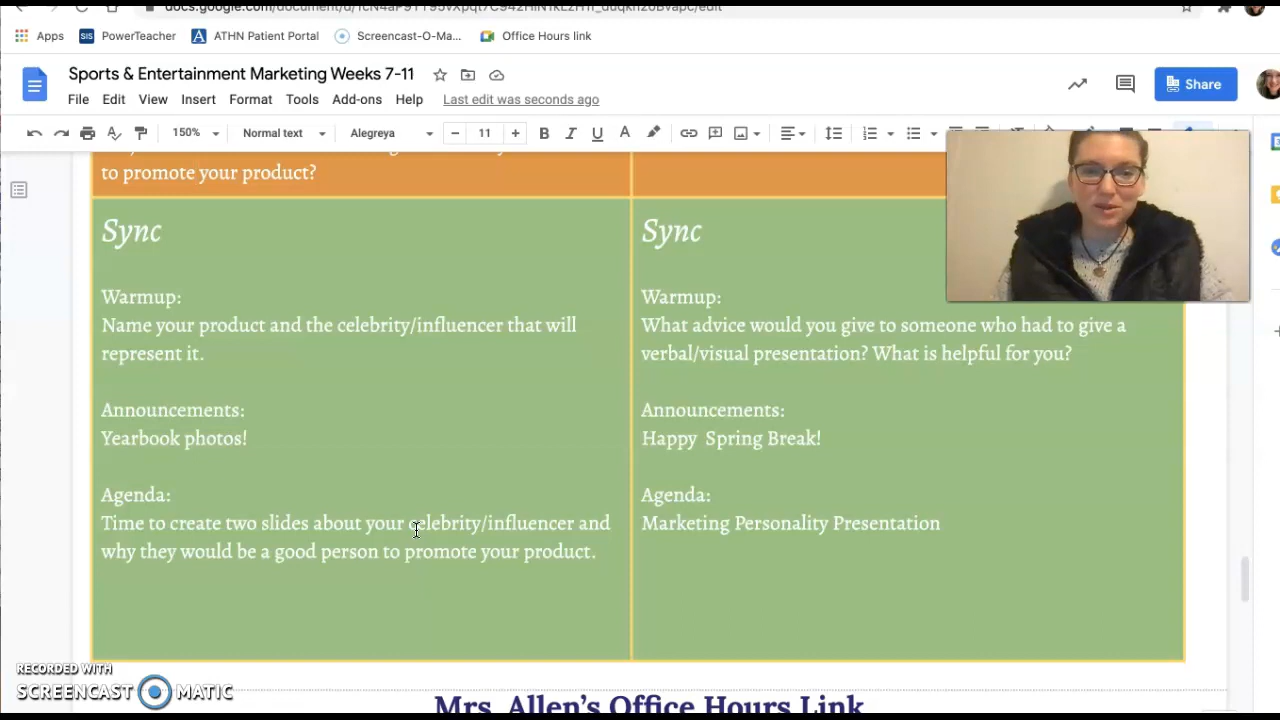 Apps PowerTeacher ATHN Patient Portal Screencast-O-Ma... Office Hours link
SIS
Sports & Entertainment Marketing Weeks 7-11
File Edit View Insert Format Tools Add-ons Help Last edit was seconds ago
Share
150% Normal text Alegreya 11 B I U A
to promote your product?
Sync
Warmup:
Name your product and the celebrity/influencer that will
represent it.
Announcements:
Yearbook photos!
Agenda:
Time to create two slides about your celebrity/influencer and
why they would be a good person to promote your product.
Sync
Warmup:
What advice would you give to someone who had to give a
verbal/visual presentation? What is helpful for you?
Announcements:
Happy Spring Break!
Agenda:
Marketing Personality Presentation
RECORDED WITH
SCREENCAST MATIC
Mrs. Allen's Office Hours Link